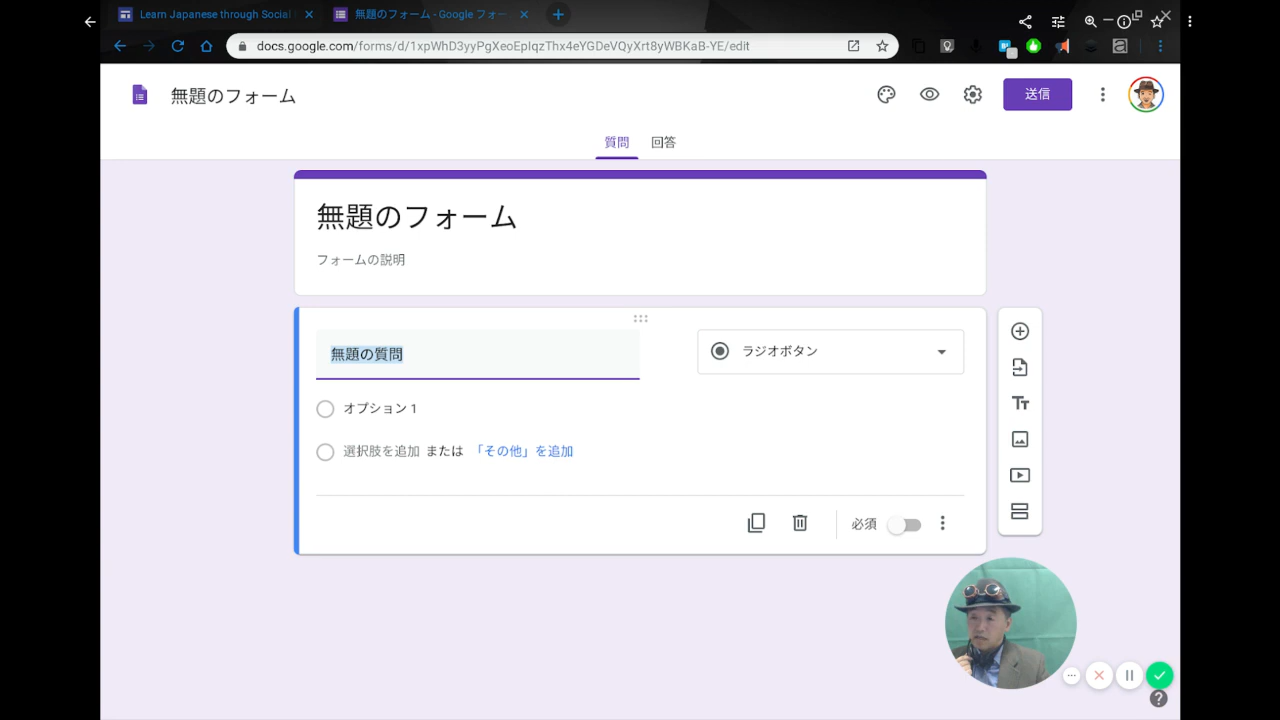 Learn Japanese through Social
無題のフォーム - Google フォー
docs.google.com/forms/d/1xpWhD3yyPgXeoEpIqzThx4eYGDeVQyXrt8yWBKaB-YE/edit
無題のフォーム
送信
質問
回答
無題のフォーム
フォームの説明
無題の質問
ラジオボタン
オプション 1
選択肢を追加 または 「その他」を追加
必須